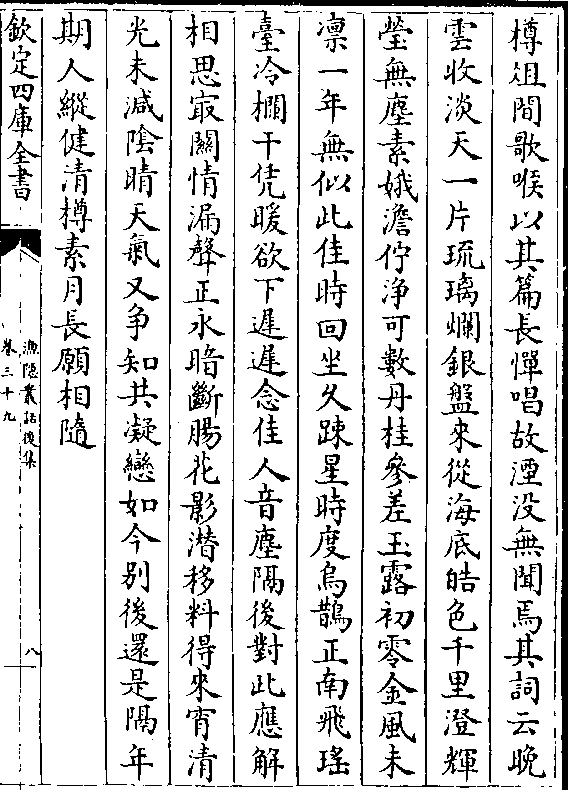 樽俎間歌喉以其篇長憚唱故湮没無聞焉其詞云晚
雲收淡天一片琉璃爛銀盤來從海底皓色千里澄輝
瑩無塵素娥澹佇浄可數丹桂參差玉露初零金風未
凛一年無似此佳時回坐久踈星時度烏鵲正南飛瑤
臺冷欄干凭暖欲下遲遲念佳人音塵隔後對此應解
相思㝡關情漏聲正永暗斷腸花影潜移料得來宵清
光未減陰晴天氣又争知共凝戀如今别後還是隔年
期人縱健清樽素月長願相隨
欽定四庫全書
漁隠叢話後集
卷三十九
八